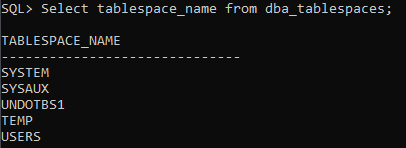 SQL> Select tablespace_name from dba_tablespaces;
TABLESPACE_NAME
------------------------------
SYSTEM
SYSAUX
UNDOTBS1
TEMP
USERS